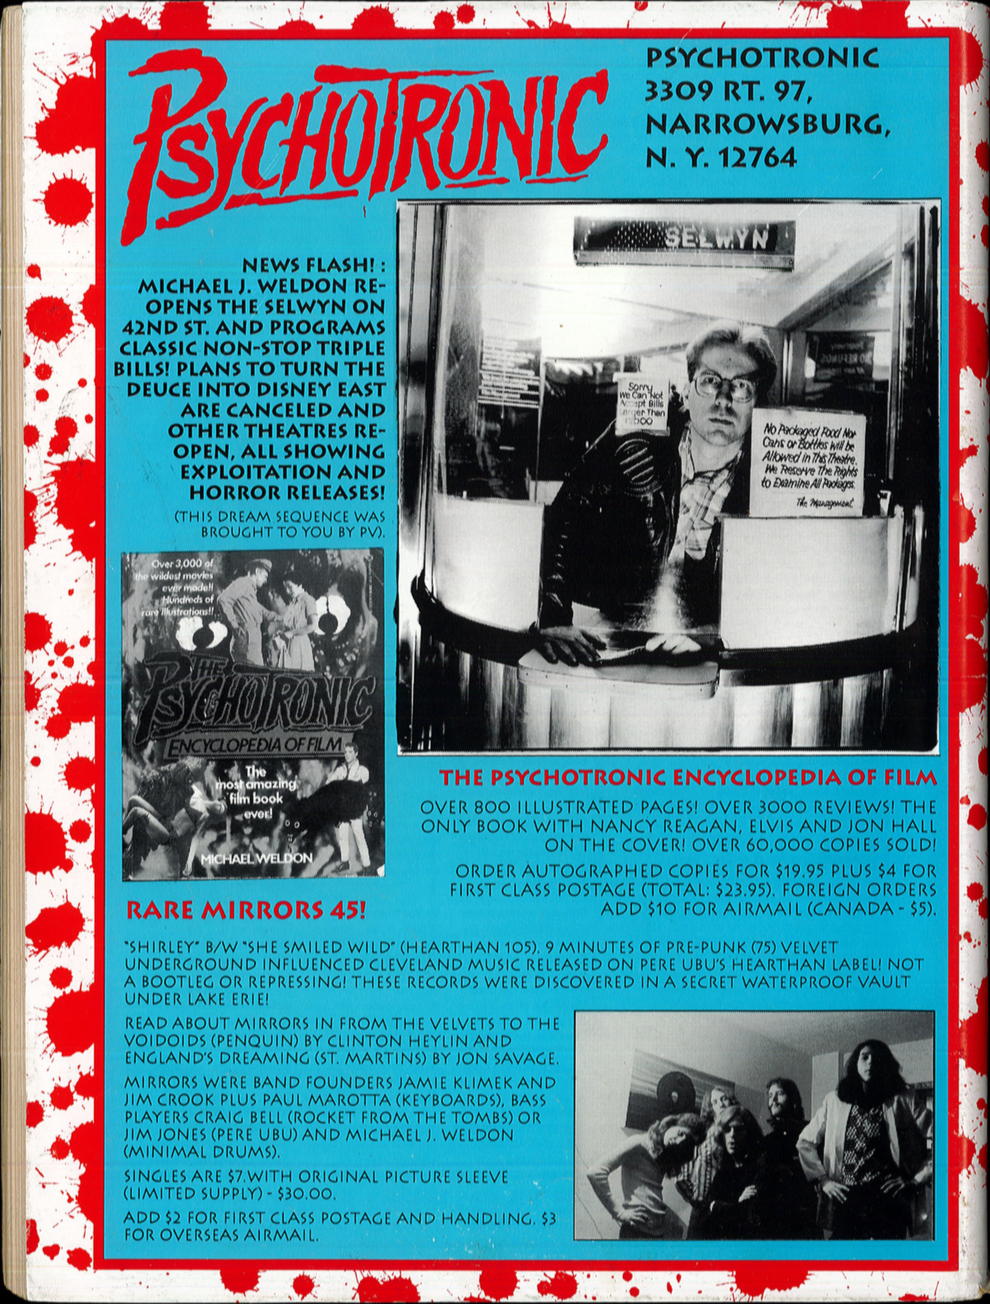 PSYCHOTRONIC
PSYCHOTRONIC
3309 RT. 97,
NARROWSBURG,
N. Y. 12764
NEWS FLASH! :
MICHAEL J. WELDON RE-
OPENS THE SELWYN ON
42ND ST. AND PROGRAMS
CLASSIC NON-STOP TRIPLE
BILLS! PLANS TO TURN THE
DEUCE INTO DISNEY EAST
ARE CANCELED AND
OTHER THEATRES RE-
OPEN, ALL SHOWING
EXPLOITATION AND
HORROR RELEASES!
(THIS DREAM SEQUENCE WAS
BROUGHT TO YOU BY PV).
SELWYN
Sorry
We Can Not
Accept Bills
Larger Than
No Packaged Food Nor
Cans or Bottles will be
Allowed in This Theatre.
We Reserve The Rights
to Examine All Packages.
The Management
Over 3,000 of
the wildest movies
ever made!!
Hundreds of
rare illustrations!!
THE
PSYCHOTRONIC
ENCYCLOPEDIA OF FILM
The
most amazing
film book
ever!
MICHAEL WELDON
THE PSYCHOTRONIC ENCYCLOPEDIA OF FILM
OVER 800 ILLUSTRATED PAGES! OVER 3000 REVIEWS! THE
ONLY BOOK WITH NANCY REAGAN, ELVIS AND JON HALL
ON THE COVER! OVER 60,000 COPIES SOLD!
ORDER AUTOGRAPHED COPIES FOR $19.95 PLUS $4 FOR
FIRST CLASS POSTAGE (TOTAL: $23.95). FOREIGN ORDERS
ADD $10 FOR AIRMAIL (CANADA - $5).
RARE MIRRORS 45!
"SHIRLEY" B/W "SHE SMILED WILD" (HEARTHAN 105). 9 MINUTES OF PRE-PUNK (75) VELVET
UNDERGROUND INFLUENCED CLEVELAND MUSIC RELEASED ON PERE UBU'S HEARTHAN LABEL! NOT
A BOOTLEG OR REPRESSING! THESE RECORDS WERE DISCOVERED IN A SECRET WATERPROOF VAULT
UNDER LAKE ERIE!
READ ABOUT MIRRORS IN FROM THE VELVETS TO THE
VOIDOIDS (PENQUIN) BY CLINTON HEYLIN AND
ENGLAND'S DREAMING (ST. MARTINS) BY JON SAVAGE.
MIRRORS WERE BAND FOUNDERS JAMIE KLIMEK AND
JIM CROOK PLUS PAUL MAROTTA (KEYBOARDS), BASS
PLAYERS CRAIG BELL (ROCKET FROM THE TOMBS) OR
JIM JONES (PERE UBU) AND MICHAEL J. WELDON
(MINIMAL DRUMS).
SINGLES ARE $7.WITH ORIGINAL PICTURE SLEEVE
(LIMITED SUPPLY) - $30.00.
ADD $2 FOR FIRST CLASS POSTAGE AND HANDLING. $3
FOR OVERSEAS AIRMAIL.